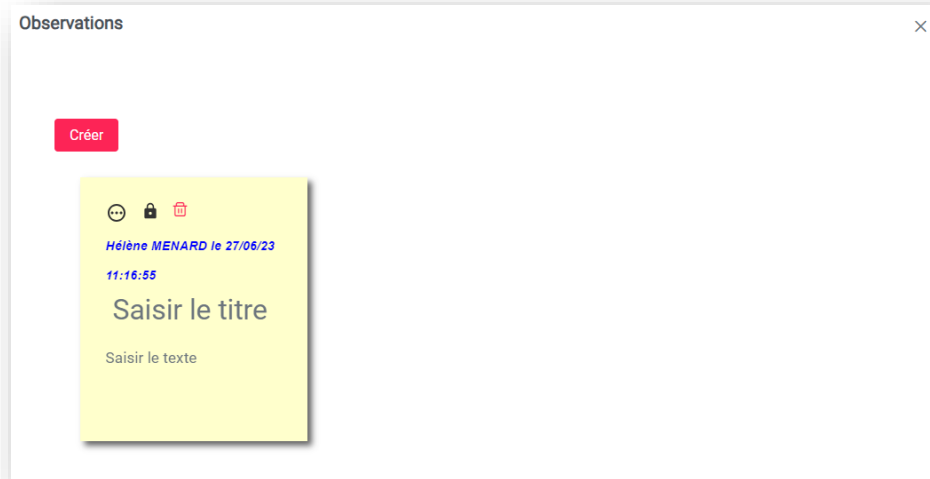 Observations
Créer
Hélène MENARD le 27/06/23
11:16:55
Saisir le titre
Saisir le texte